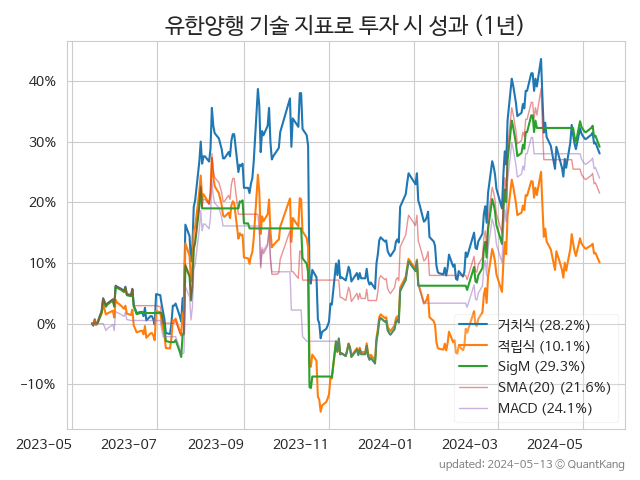 유한양행 기술 지표로 투자 시 성과 (1년)
40%
30%
20%
10%
0%
−10%
거치식 (28.2%)
적립식 (10.1%)
SigM (29.3%)
SMA(20) (21.6%)
MACD (24.1%)
2023-05
2023-07
2023-09
2023-11
2024-01
2024-03
2024-05
updated: 2024-05-13 © QuantKang